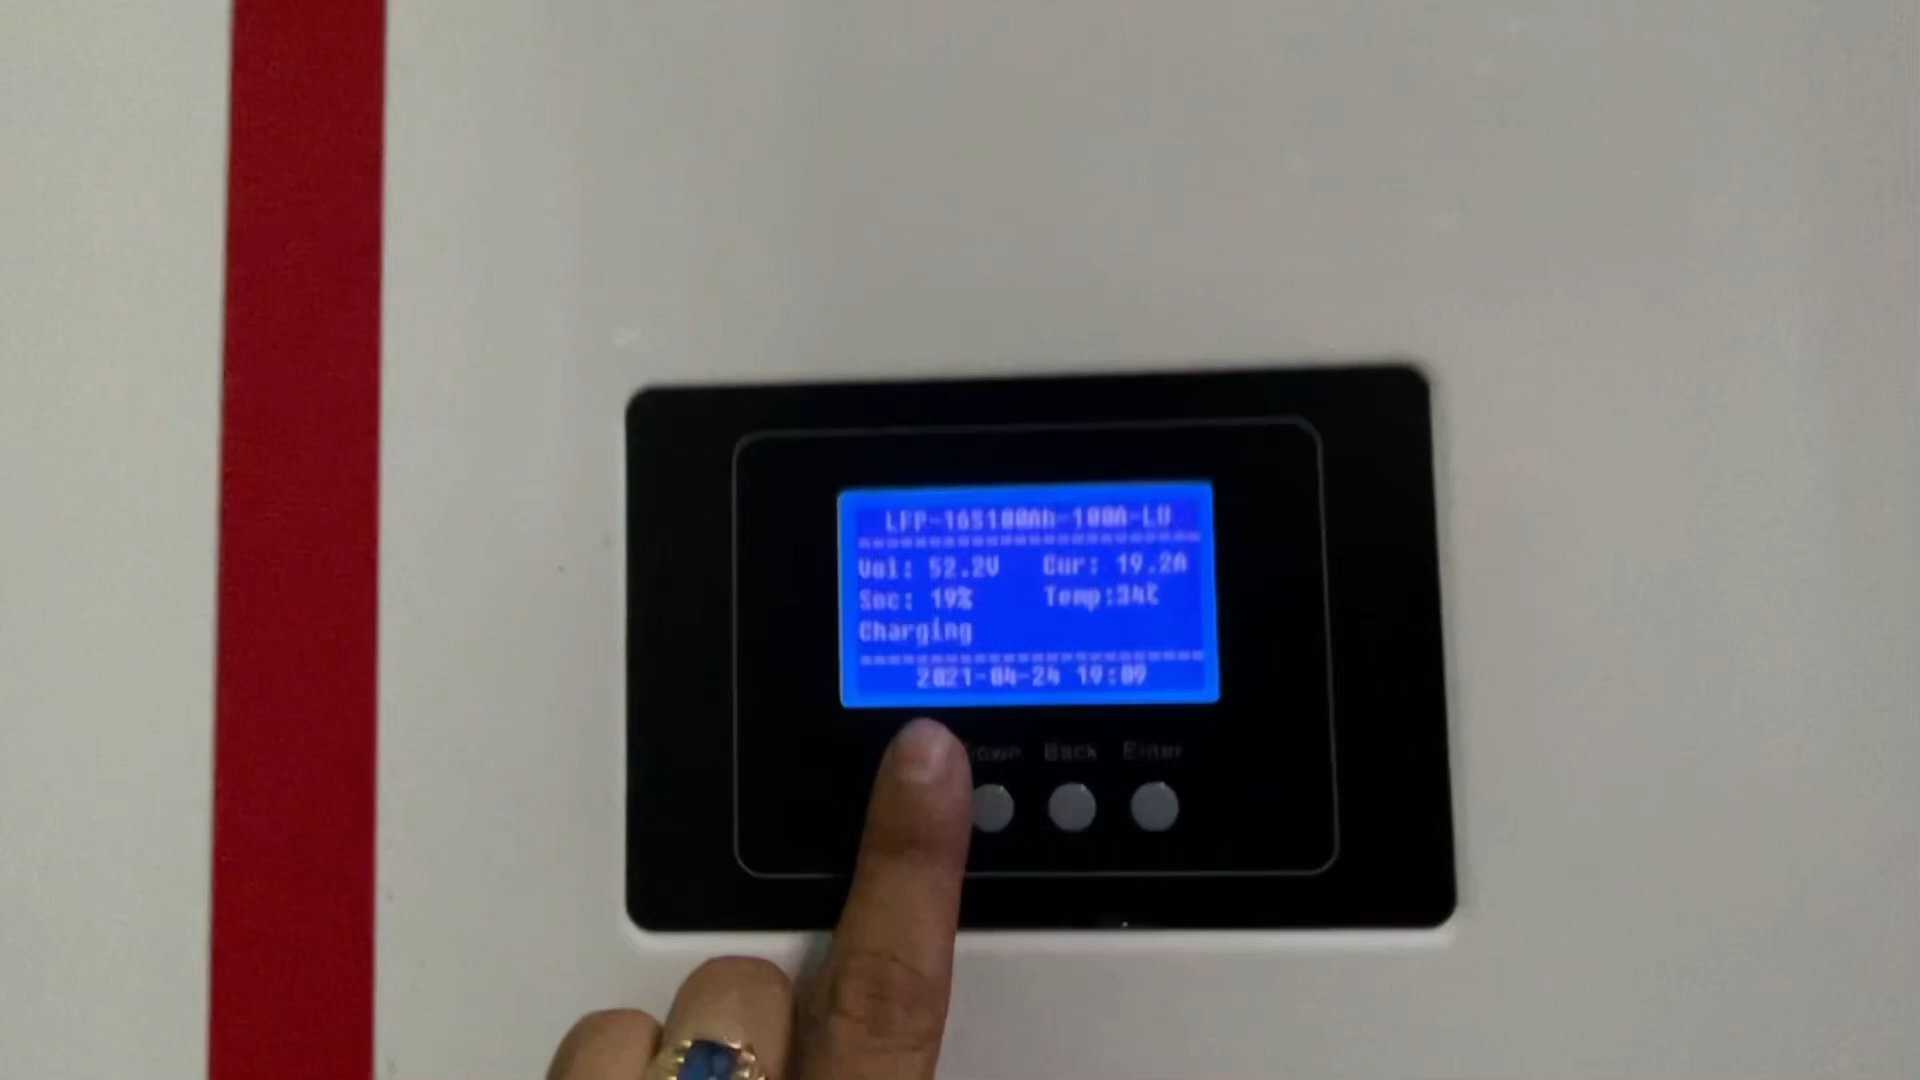 LFP-16S100Ah-100A-LU
Vol: 52.2V Cur: 19.2A
Soc: 19% Temp:34℃
Charging
2021-04-24 19:09
Down Back Enter